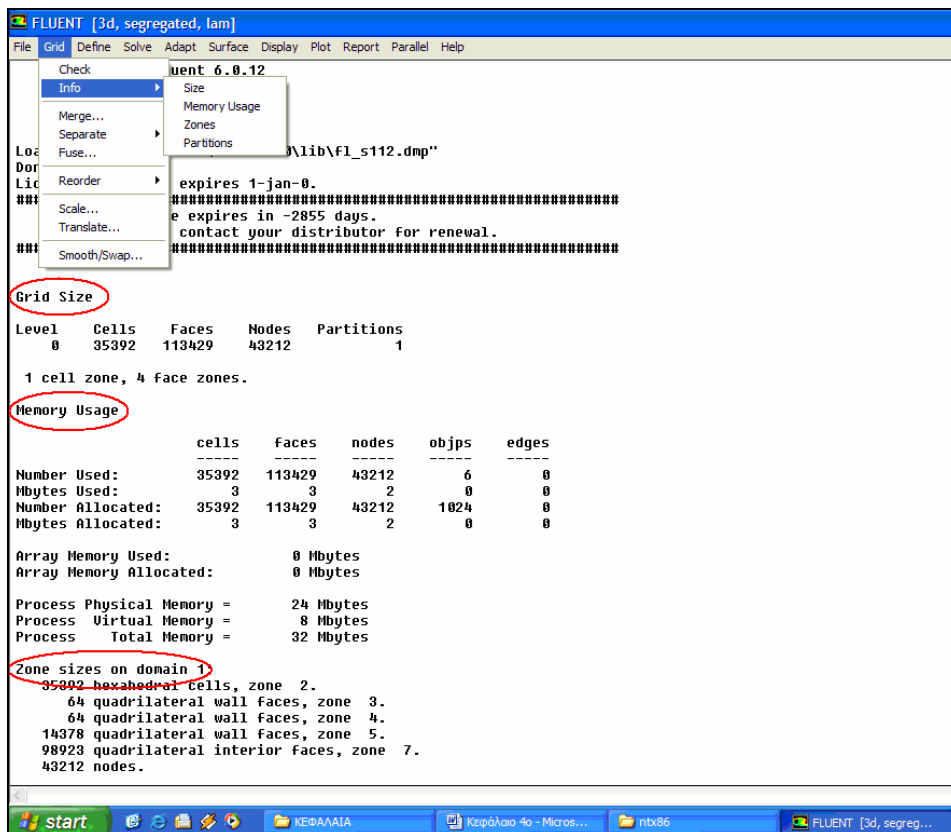 FLUENT [3d, segregated, lam]
File Grid Define Solve Adapt Surface Display Plot Report Parallel Help
Check
Info
Merge...
Separate
Fuse...
Reorder
Scale...
Translate...
Smooth/Swap...
Size
Memory Usage
Zones
Partitions
uent 6.0.12
Loa 0\lib\fl_s112.dmp"
Don
Lic expires 1-jan-0.
############################################################
e expires in -2855 days.
contact your distributor for renewal.
############################################################
Grid Size
Level Cells Faces Nodes Partitions
0 35392 113429 43212 1
1 cell zone, 4 face zones.
Memory Usage
cells faces nodes objps edges
----- ----- ----- ----- -----
Number Used: 35392 113429 43212 6 0
Mbytes Used: 3 3 2 0 0
Number Allocated: 35392 113429 43212 1024 0
Mbytes Allocated: 3 3 2 0 0
Array Memory Used: 0 Mbytes
Array Memory Allocated: 0 Mbytes
Process Physical Memory = 24 Mbytes
Process Virtual Memory = 8 Mbytes
Process Total Memory = 32 Mbytes
Zone sizes on domain 1:
35392 hexahedral cells, zone 2.
64 quadrilateral wall faces, zone 3.
64 quadrilateral wall faces, zone 4.
14378 quadrilateral wall faces, zone 5.
98923 quadrilateral interior faces, zone 7.
43212 nodes.
start ΚΕΦΑΛΑΙΑ Κεφάλαιο 4ο - Micros... ntx86 FLUENT [3d, segreg...